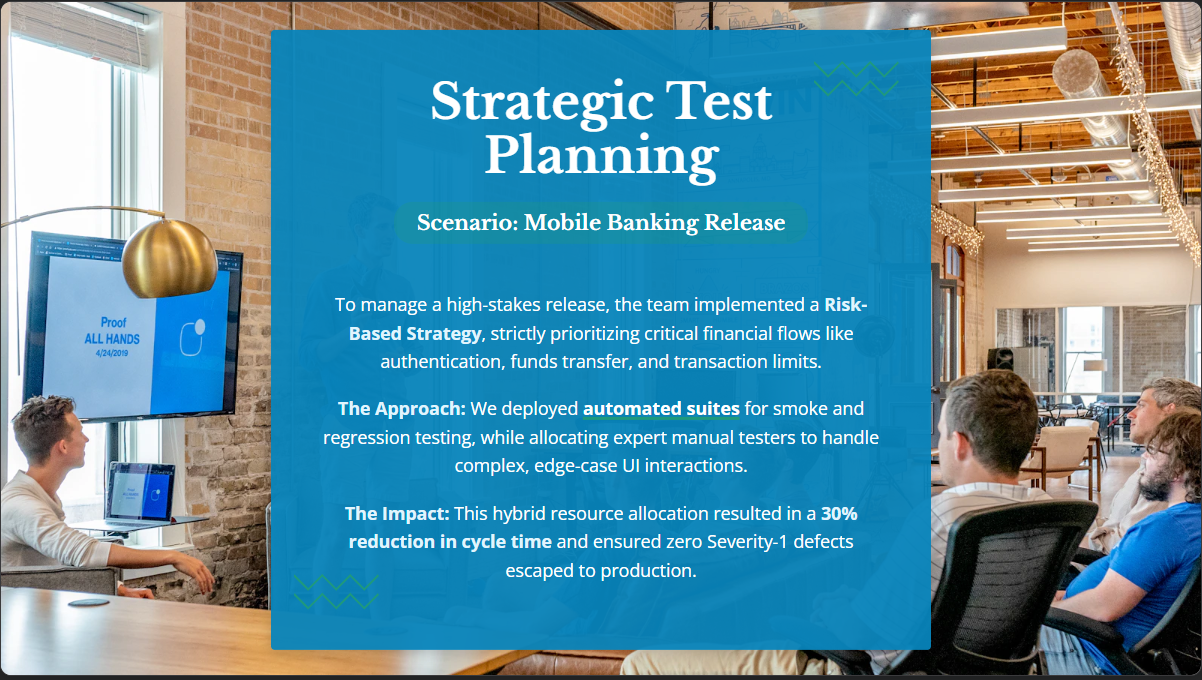 Strategic Test
Planning
Scenario: Mobile Banking Release
To manage a high-stakes release, the team implemented a Risk-
Based Strategy, strictly prioritizing critical financial flows like
authentication, funds transfer, and transaction limits.
The Approach: We deployed automated suites for smoke and
regression testing, while allocating expert manual testers to handle
complex, edge-case UI interactions.
The Impact: This hybrid resource allocation resulted in a 30%
reduction in cycle time and ensured zero Severity-1 defects
escaped to production.
Proof
ALL HANDS
4/24/2019